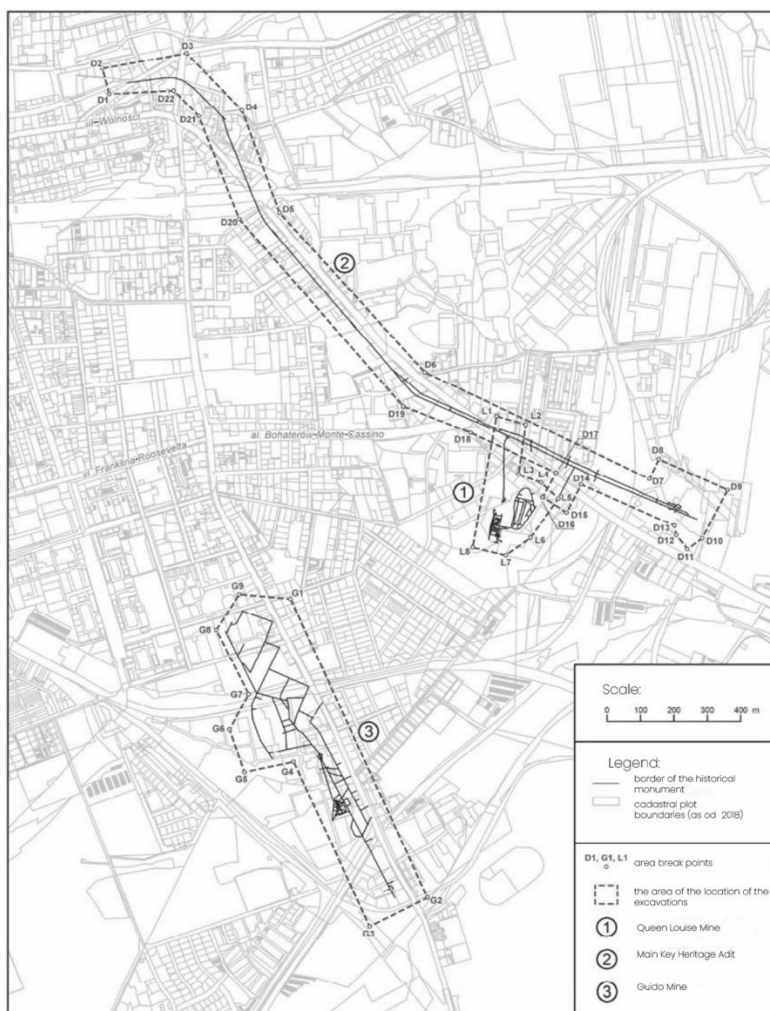 D3
D2
D1
D22
D4
D21
ul. Wolności
D5
D20
2
D6
D19
L1
L2
D18
D17
al. Bohaterów Monte Cassino
al. Franklina Roosevelta
D8
L3
L4
D14
D7
D9
1
L5
D15
D16
D13
D12
D10
L6
D11
L8
L7
G9
G1
G8
G7
G6
3
G5
G4
G2
G3
Scale:
0 100 200 300 400 m
Legend:
border of the historical
monument
cadastral plot
boundaries (as od 2018)
D1, G1, L1
area break points
the area of the location of the
excavations
1 Queen Louise Mine
2 Main Key Heritage Adit
3 Guido Mine